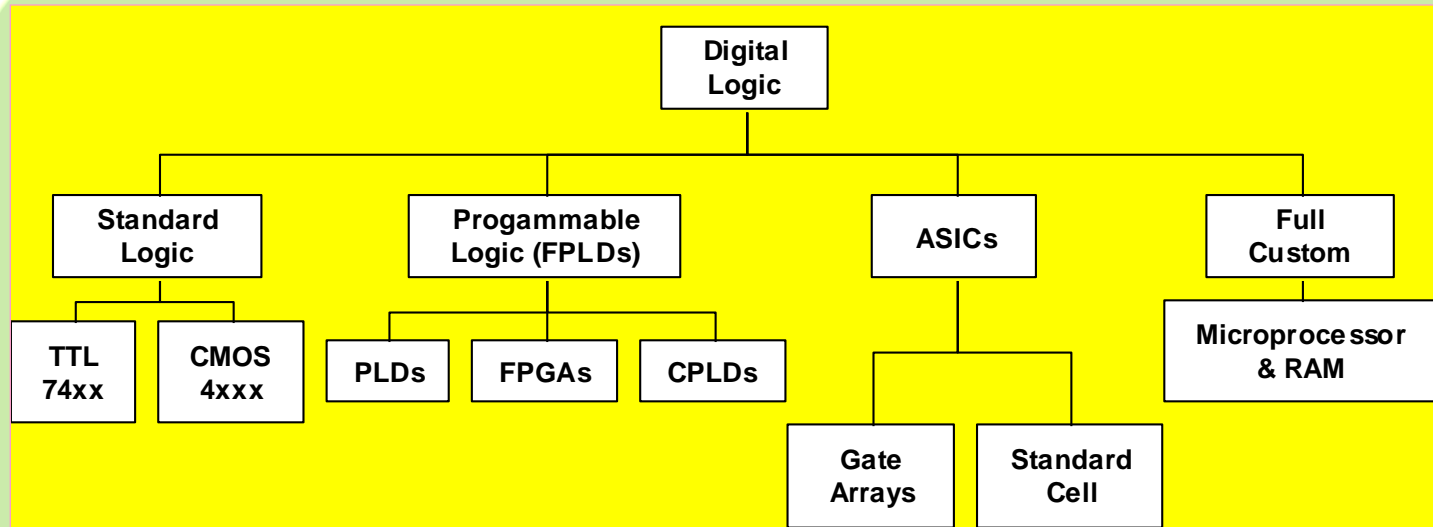 Digital
Logic
Standard
Logic
Progammable
Logic (FPLDs)
ASICs
Full
Custom
TTL
74xx
CMOS
4xxx
PLDs
FPGAs
CPLDs
Microprocessor
& RAM
Gate
Arrays
Standard
Cell